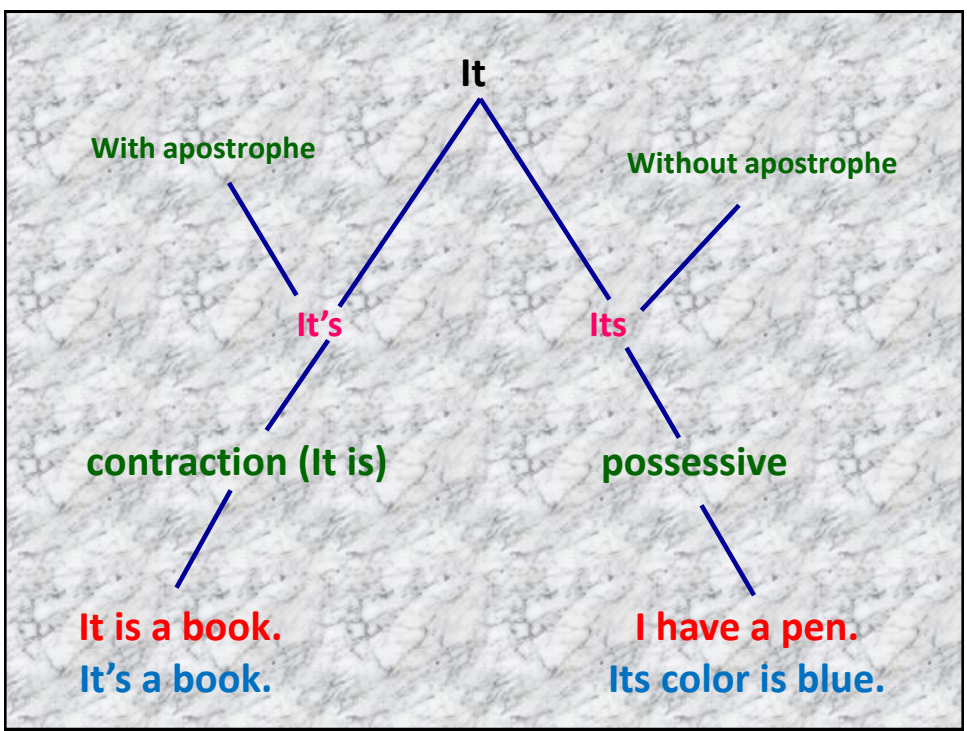 It
With apostrophe
Without apostrophe
It’s
Its
contraction (It is)
possessive
It is a book.
It’s a book.
I have a pen.
Its color is blue.